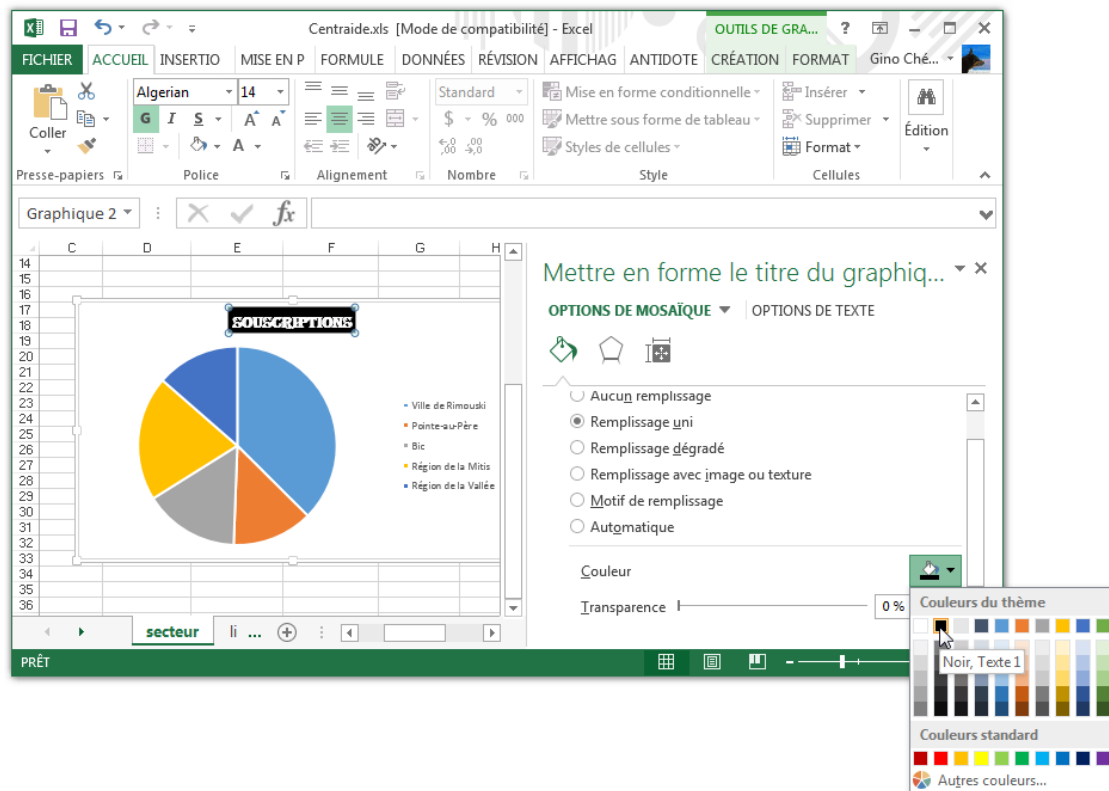 Centraide.xls [Mode de compatibilité] - Excel
OUTILS DE GRA... ?
FICHIER ACCUEIL INSERTIO MISE EN P FORMULE DONNÉES RÉVISION AFFICHAG ANTIDOTE CRÉATION FORMAT Gino Ché...
Coller
Algerian 14
G I S A A
A
Standard
$ % 000
Mise en forme conditionnelle
Mettre sous forme de tableau
Styles de cellules
Insérer
Supprimer
Format
Édition
Presse-papiers Police Alignement Nombre Style Cellules
Graphique 2 fx
C D E F G H
14
15
16
17
18
19
20
21
22
23
24
25
26
27
28
29
30
31
32
33
34
35
36
SOUSCRIPTIONS
Ville de Rimouski
Pointe-au-Père
Bic
Région de la Mitis
Région de la Vallée
Mettre en forme le titre du graphiq...
OPTIONS DE MOSAÏQUE OPTIONS DE TEXTE
Aucun remplissage
Remplissage uni
Remplissage dégradé
Remplissage avec image ou texture
Motif de remplissage
Automatique
Couleur
Transparence 0 %
secteur li ...
PRÊT
Couleurs du thème
Noir, Texte 1
Couleurs standard
Autres couleurs...